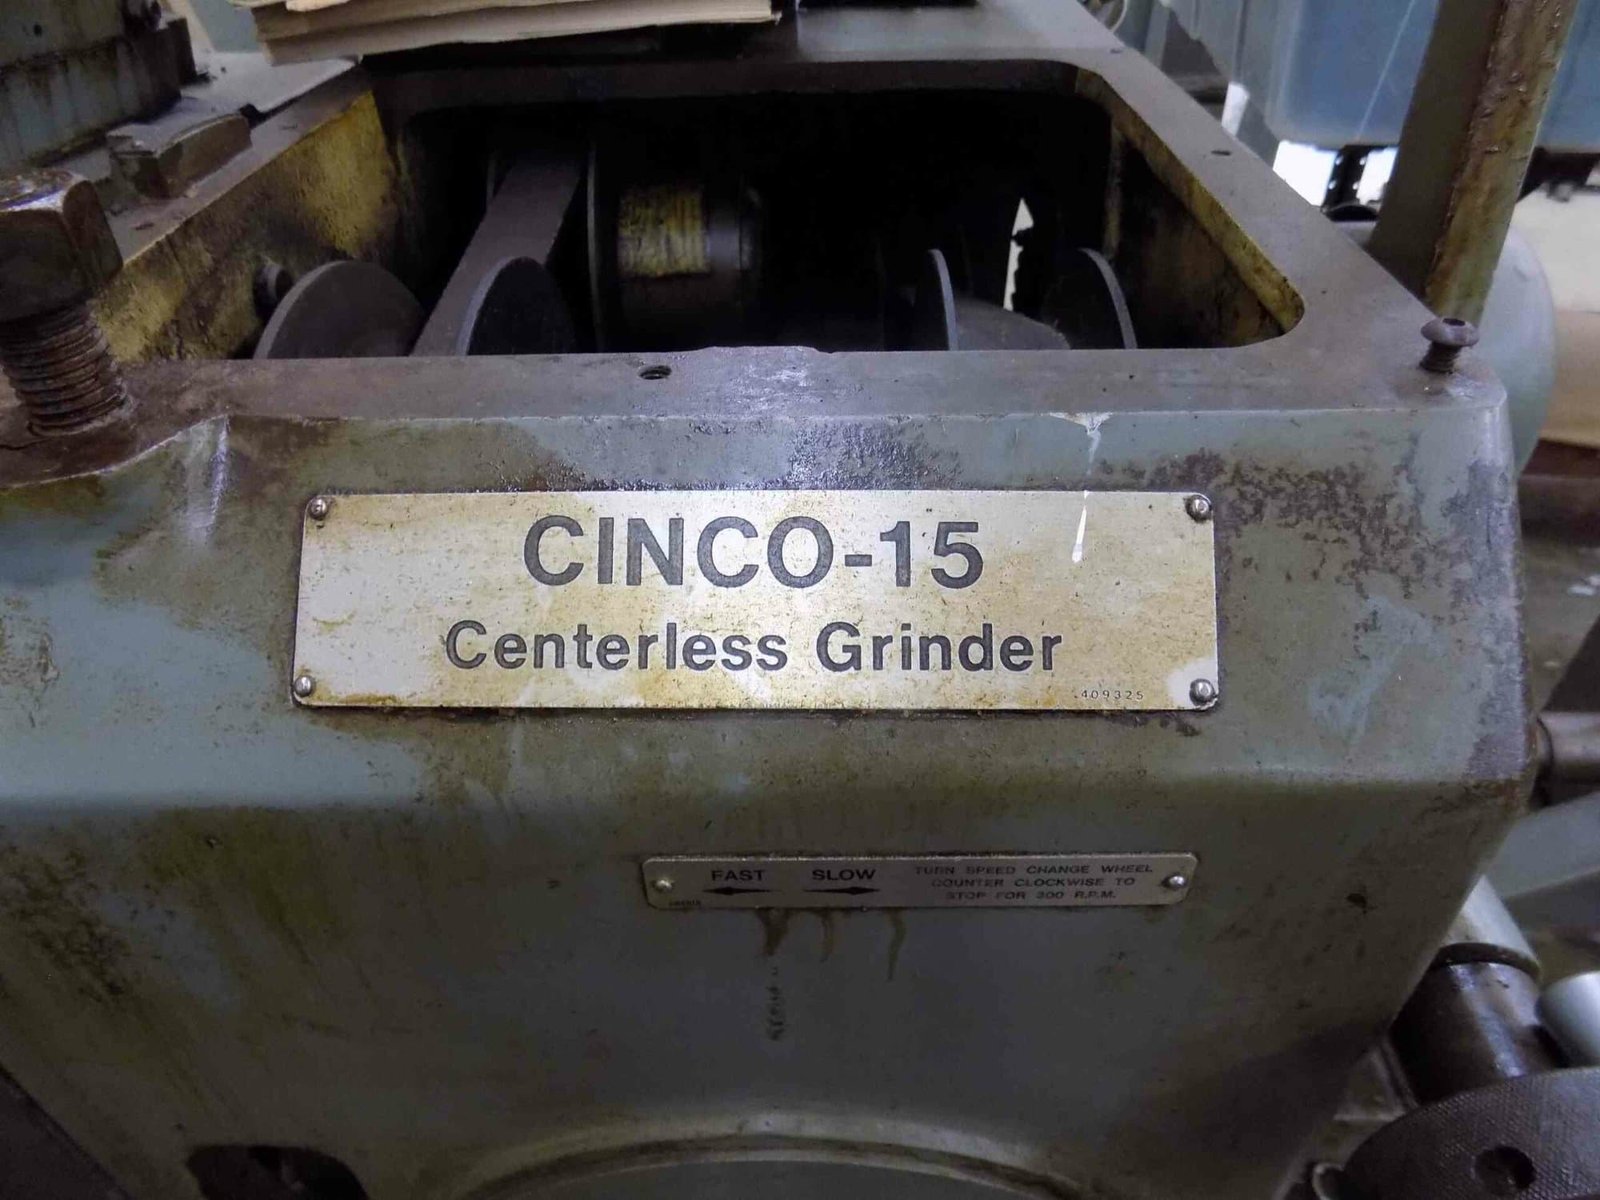 CINCO-15
Centerless Grinder
409325
FAST SLOW
TURN SPEED CHANGE WHEEL
COUNTER CLOCKWISE TO
STOP FOR 300 R.P.M.